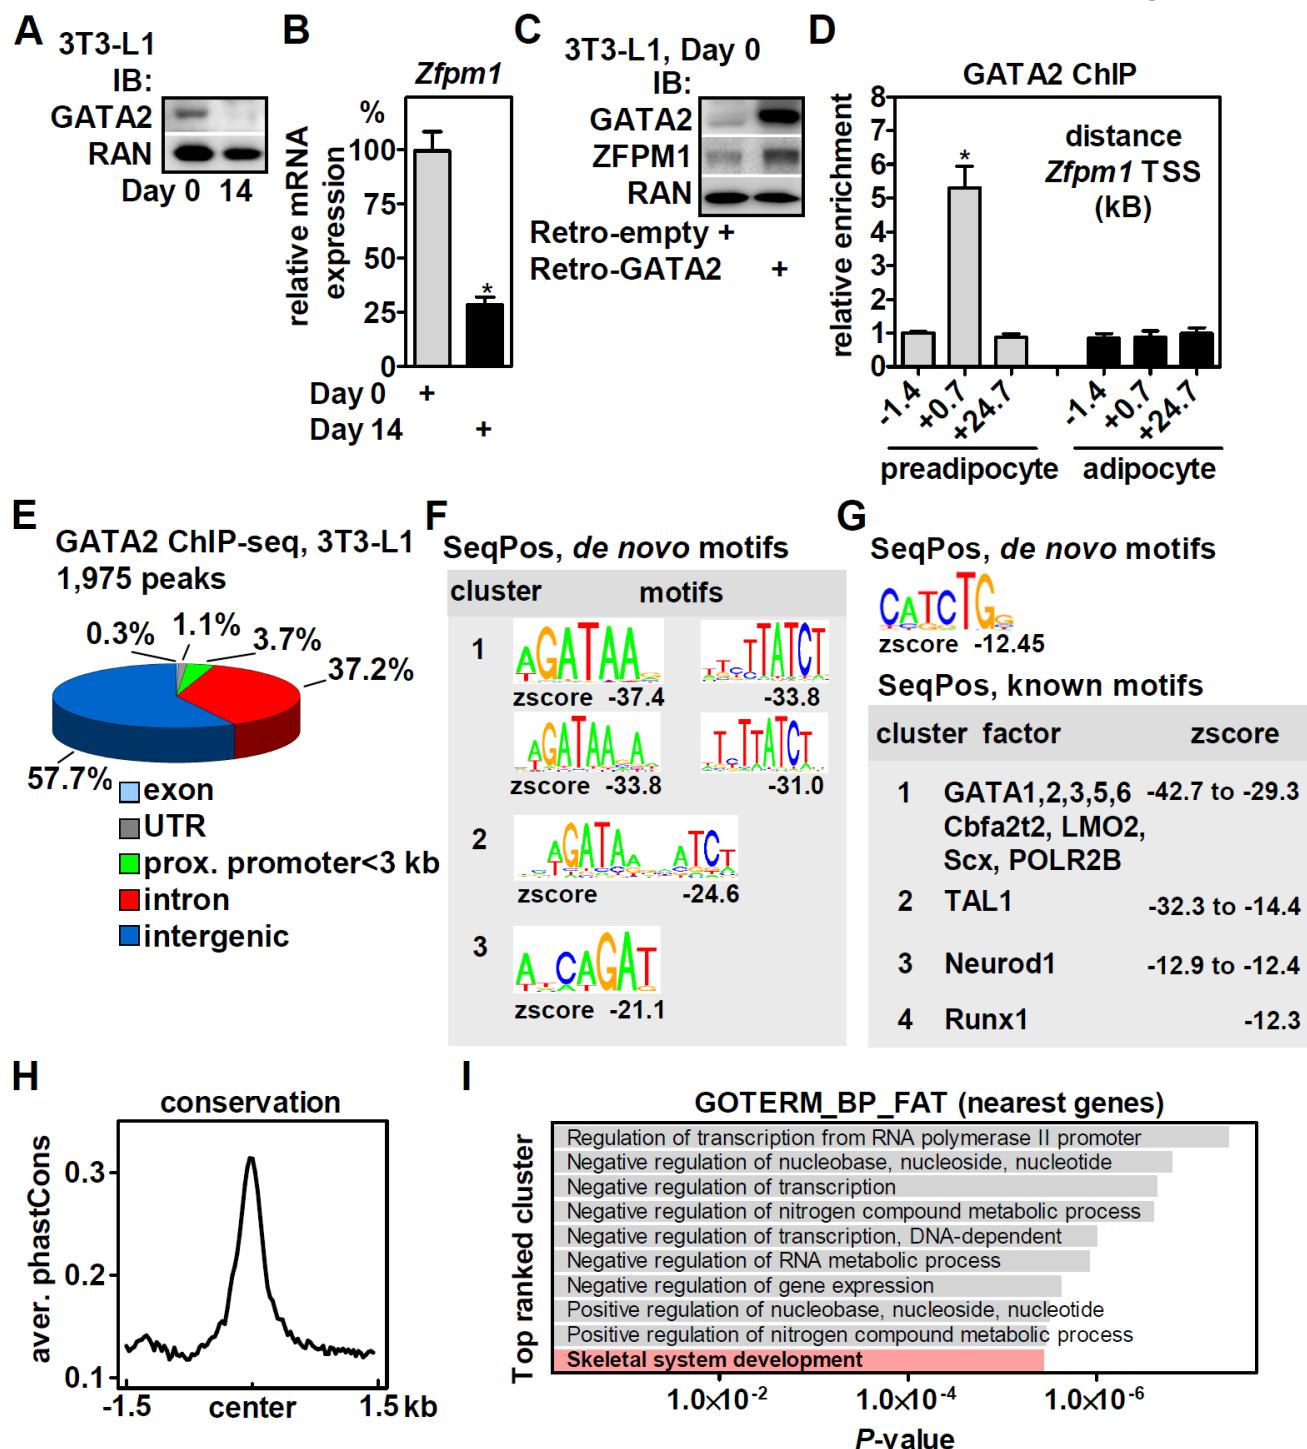 A
3T3-L1
IB:
GATA2
RAN
Day 0 14
B
Zfpm1
%
relative mRNA
expression
100
75
50
25
0
*
Day 0 +
Day 14 +
C
3T3-L1, Day 0
IB:
GATA2
ZFPM1
RAN
Retro-empty +
Retro-GATA2 +
D
GATA2 ChIP
relative enrichment
8
7
6
5
4
3
2
1
0
*
distance
Zfpm1 TSS
(kB)
-1.4 +0.7 +24.7 -1.4 +0.7 +24.7
preadipocyte adipocyte
E
GATA2 ChIP-seq, 3T3-L1
1,975 peaks
0.3% 1.1% 3.7%
37.2%
57.7%
exon
UTR
prox. promoter<3 kb
intron
intergenic
F
SeqPos, de novo motifs
cluster motifs
1
AGATAA TTATCT
zscore -37.4 -33.8
AGATAA A T TTATCT
zscore -33.8 -31.0
2
AGATAA ATCT
zscore -24.6
3
A CAGAT
zscore -21.1
G
SeqPos, de novo motifs
CATCTG
zscore -12.45
SeqPos, known motifs
cluster factor zscore
1 GATA1,2,3,5,6 -42.7 to -29.3
Cbfa2t2, LMO2,
Scx, POLR2B
2 TAL1 -32.3 to -14.4
3 Neurod1 -12.9 to -12.4
4 Runx1 -12.3
H
conservation
aver. phastCons
0.3
0.2
0.1
-1.5 center 1.5 kb
I
GOTERM_BP_FAT (nearest genes)
Top ranked cluster
Regulation of transcription from RNA polymerase II promoter
Negative regulation of nucleobase, nucleoside, nucleotide
Negative regulation of transcription
Negative regulation of nitrogen compound metabolic process
Negative regulation of transcription, DNA-dependent
Negative regulation of RNA metabolic process
Negative regulation of gene expression
Positive regulation of nucleobase, nucleoside, nucleotide
Positive regulation of nitrogen compound metabolic process
Skeletal system development
1.0×10⁻² 1.0×10⁻⁴ 1.0×10⁻⁶
P-value